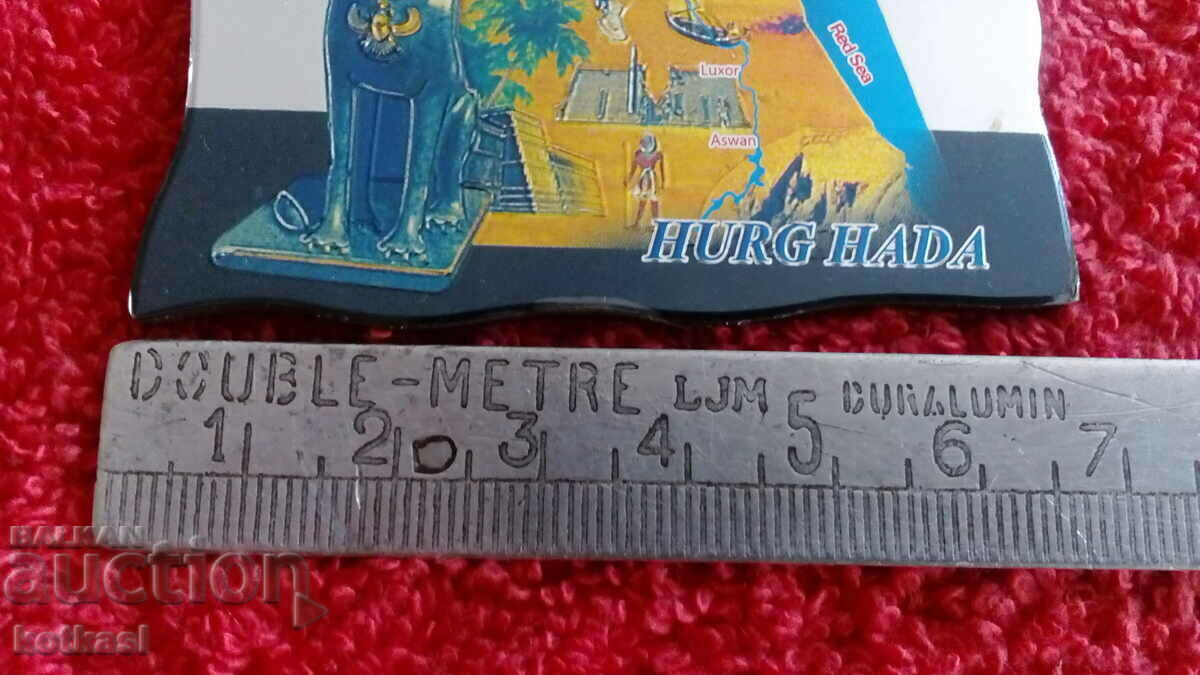 Red Sea
Luxor
Aswan
HURG HADA
DOUBLE-METRE LJM DURALUMIN
1 2 3 4 5 6 7
BALKAN
auction
kotkasl